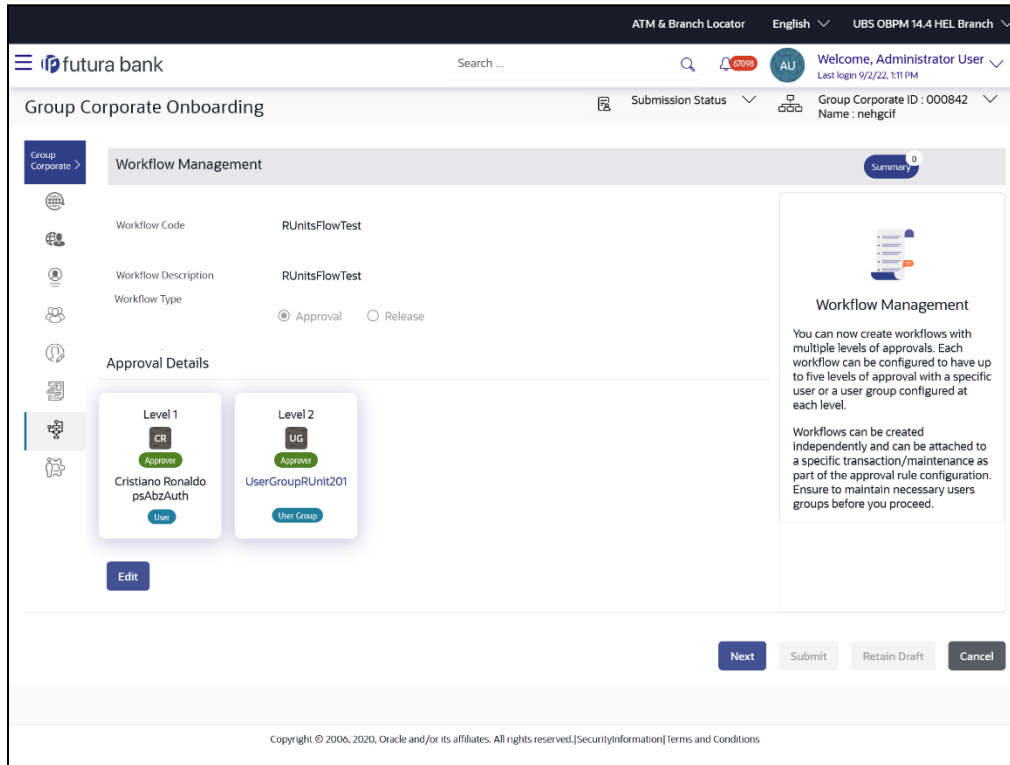 ATM & Branch Locator English UBS OBPM 14.4 HEL Branch
futura bank Search ... 67098 AU Welcome, Administrator User
Last login 9/2/22, 1:11 PM
Group Corporate Onboarding Submission Status Group Corporate ID : 000842
Name : nehgcif
Group
Corporate >
Workflow Management Summary 0
Workflow Code RUnitsFlowTest
Workflow Description RUnitsFlowTest
Workflow Type
Approval Release
Approval Details
Level 1 Level 2
CR UG
Approver Approver
Cristiano Ronaldo UserGroupRUnit201
psAbzAuth
User User Group
Edit
Workflow Management
You can now create workflows with
multiple levels of approvals. Each
workflow can be configured to have up
to five levels of approval with a specific
user or a user group configured at
each level.
Workflows can be created
independently and can be attached to
a specific transaction/maintenance as
part of the approval rule configuration.
Ensure to maintain necessary users
groups before you proceed.
Next Submit Retain Draft Cancel
Copyright © 2006, 2020, Oracle and/or its affiliates. All rights reserved.|SecurityInformation|Terms and Conditions